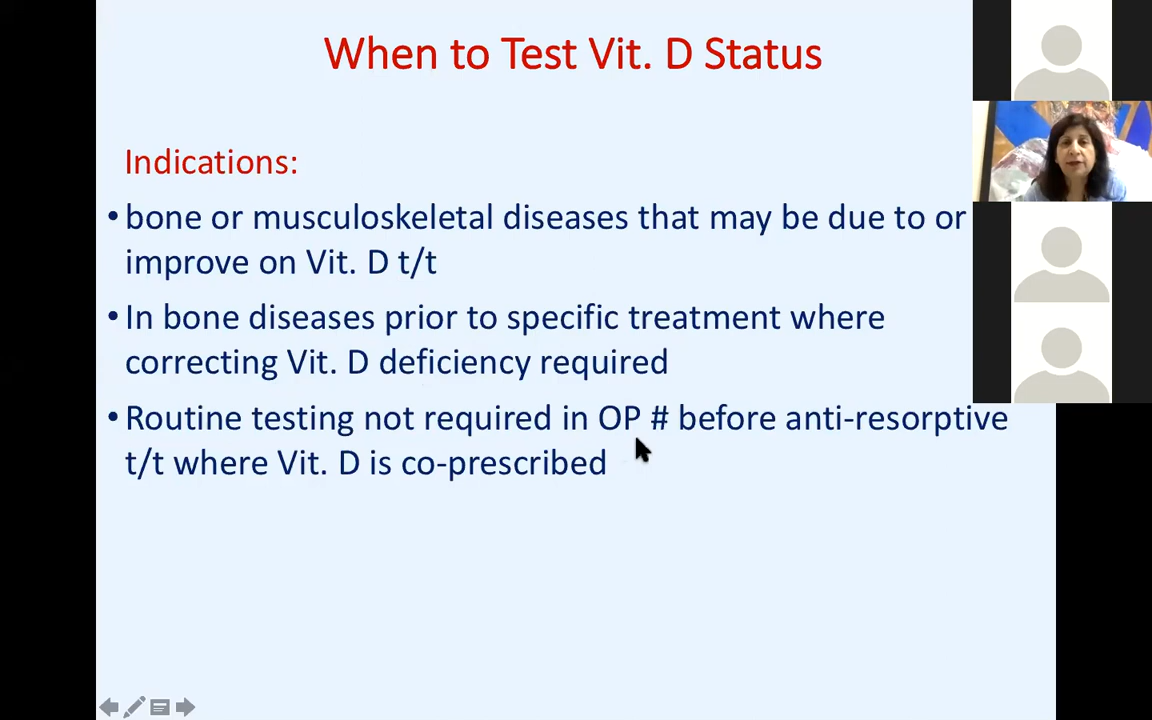 When to Test Vit. D Status
Indications:
• bone or musculoskeletal diseases that may be due to or
improve on Vit. D t/t
• In bone diseases prior to specific treatment where
correcting Vit. D deficiency required
• Routine testing not required in OP # before anti-resorptive
t/t where Vit. D is co-prescribed